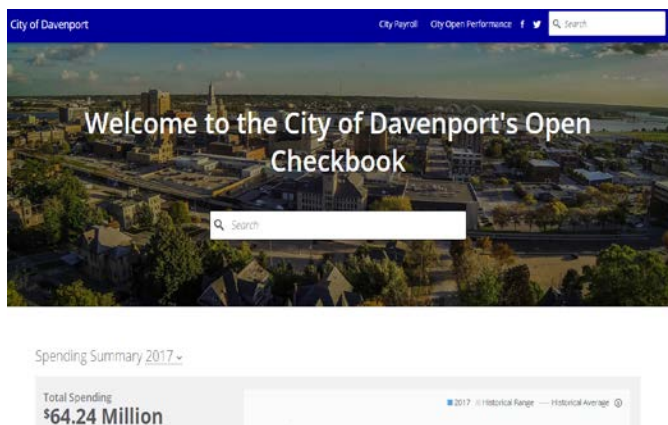 City of Davenport City Payroll City Open Performance f Search
Welcome to the City of Davenport's Open
Checkbook
Search
Spending Summary 2017
Total Spending
$64.24 Million
2017 Historical Range Historical Average